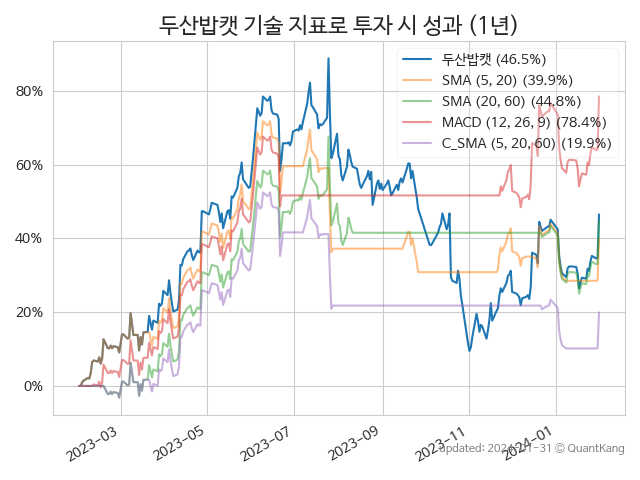 두산밥캣 기술 지표로 투자 시 성과 (1년)
두산밥캣 (46.5%)
SMA (5, 20) (39.9%)
SMA (20, 60) (44.8%)
MACD (12, 26, 9) (78.4%)
C_SMA (5, 20, 60) (19.9%)
80%
60%
40%
20%
0%
2023-03
2023-05
2023-07
2023-09
2023-11
2024-01
updated: 2024-01-31 © QuantKang